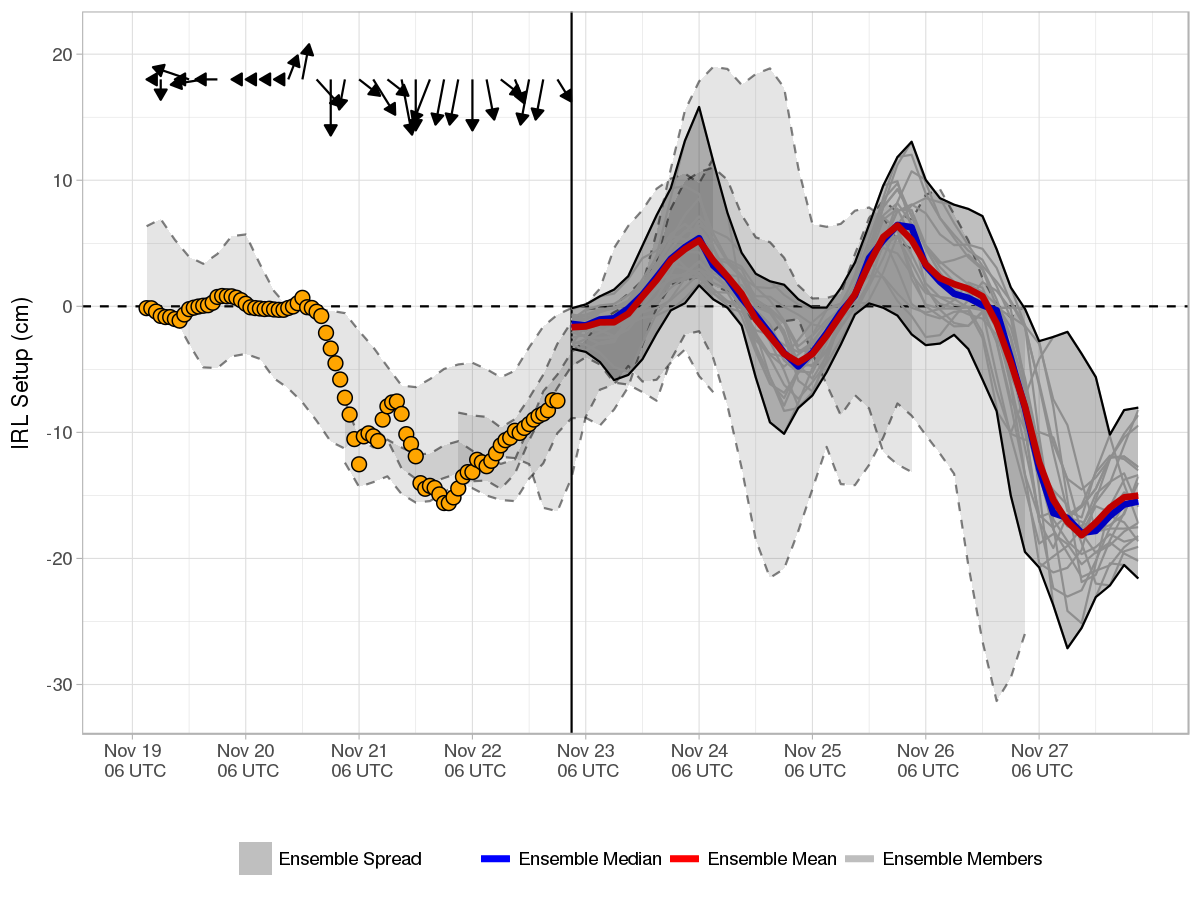 IRL Setup (cm)
20
10
0
-10
-20
-30
Nov 19 Nov 20 Nov 21 Nov 22 Nov 23 Nov 24 Nov 25 Nov 26 Nov 27
06 UTC 06 UTC 06 UTC 06 UTC 06 UTC 06 UTC 06 UTC 06 UTC 06 UTC
Ensemble Spread Ensemble Median Ensemble Mean Ensemble Members